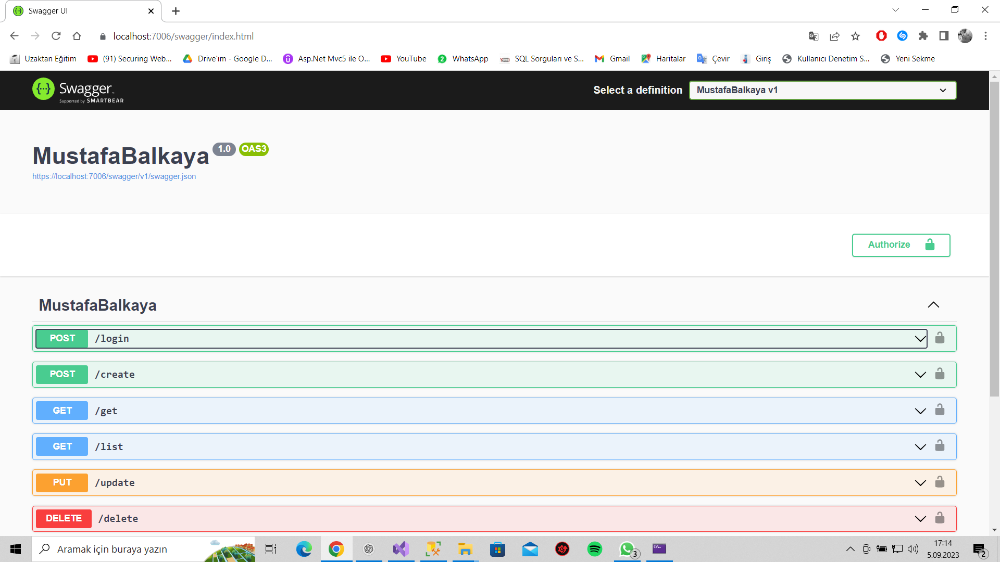 Swagger UI
localhost:7006/swagger/index.html
Uzaktan Eğitim
(91) Securing Web...
Drive'ım - Google D...
Asp.Net Mvc5 ile O...
YouTube
WhatsApp
SQL Sorguları ve S...
Gmail
Haritalar
Çevir
Giriş
Kullanıcı Denetim S...
Yeni Sekme
Swagger.
Supported by SMARTBEAR
Select a definition
MustafaBalkaya v1
MustafaBalkaya 1.0 OAS3
https://localhost:7006/swagger/v1/swagger.json
Authorize
MustafaBalkaya
POST /login
POST /create
GET /get
GET /list
PUT /update
DELETE /delete
Aramak için buraya yazın
3
17:14
5.09.2023
2